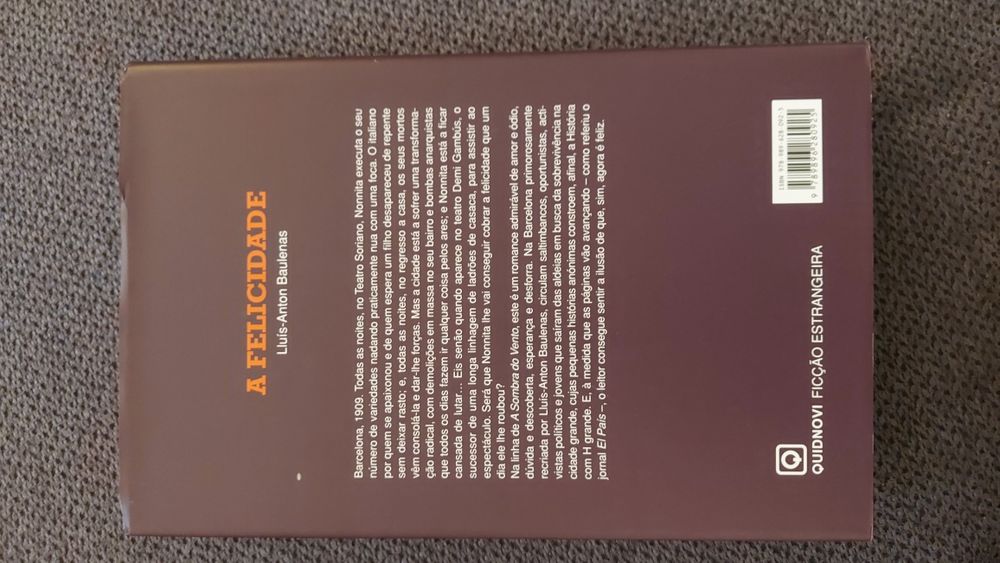 A FELICIDADE
Lluís-Anton Baulenas
Barcelona, 1909. Todas as noites, no Teatro Soriano, Nonnita executa o seu
número de variedades nadando praticamente nua com uma foca. O italiano
por quem se apaixonou e de quem espera um filho desapareceu de repente
sem deixar rasto; e, todas as noites, no regresso a casa, os seus mortos
vêm consolá-la e dar-lhe forças. Mas a cidade está a sofrer uma transforma-
ção radical, com demolições em massa no seu bairro e bombas anarquistas
que todos os dias fazem ir qualquer coisa pelos ares; e Nonnita está a ficar
cansada de lutar... Eis senão quando aparece no teatro Demi Gambús, o
sucessor de uma longa linhagem de ladrões de casaca, para assistir ao
espectáculo. Será que Nonnita lhe vai conseguir cobrar a felicidade que um
dia ele lhe roubou?
Na linha de A Sombra do Vento, este é um romance admirável de amor e ódio,
dúvida e descoberta, esperança e desforra. Na Barcelona primorosamente
recriada por Lluís-Anton Baulenas, circulam saltimbancos, oportunistas, acti-
vistas políticos e jovens que saíram das aldeias em busca da sobrevivência na
cidade grande, cujas pequenas histórias anónimas constroem, afinal, a História
com H grande. E, à medida que as páginas vão avançando – como referiu o
jornal El País –, o leitor consegue sentir a ilusão de que, sim, agora é feliz.
Q
QUIDNOVI FICÇÃO ESTRANGEIRA
ISBN 978-989-628-092-5
9 789896 280925